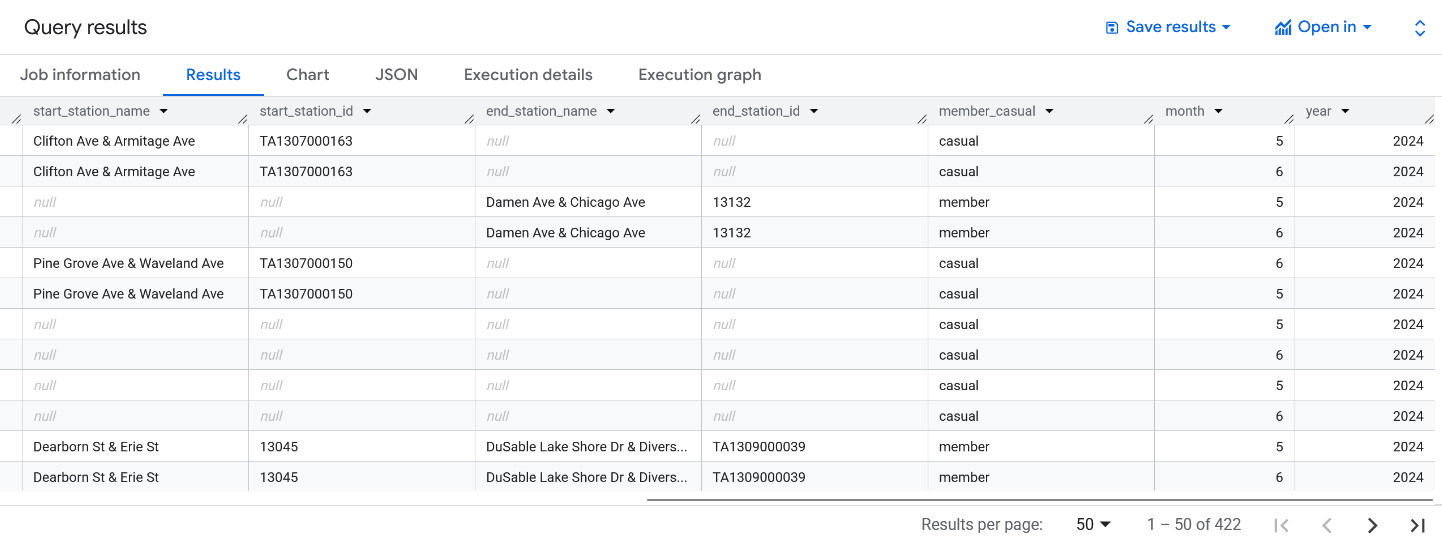 Query results Save results Open in
Job information Results Chart JSON Execution details Execution graph
start_station_name start_station_id end_station_name end_station_id member_casual month year
Clifton Ave & Armitage Ave TA1307000163 null null casual 5 2024
Clifton Ave & Armitage Ave TA1307000163 null null casual 6 2024
null null Damen Ave & Chicago Ave 13132 member 5 2024
null null Damen Ave & Chicago Ave 13132 member 6 2024
Pine Grove Ave & Waveland Ave TA1307000150 null null casual 6 2024
Pine Grove Ave & Waveland Ave TA1307000150 null null casual 5 2024
null null null null casual 5 2024
null null null null casual 6 2024
null null null null casual 5 2024
null null null null casual 6 2024
Dearborn St & Erie St 13045 DuSable Lake Shore Dr & Divers... TA1309000039 member 5 2024
Dearborn St & Erie St 13045 DuSable Lake Shore Dr & Divers... TA1309000039 member 6 2024
Results per page: 50 1 – 50 of 422